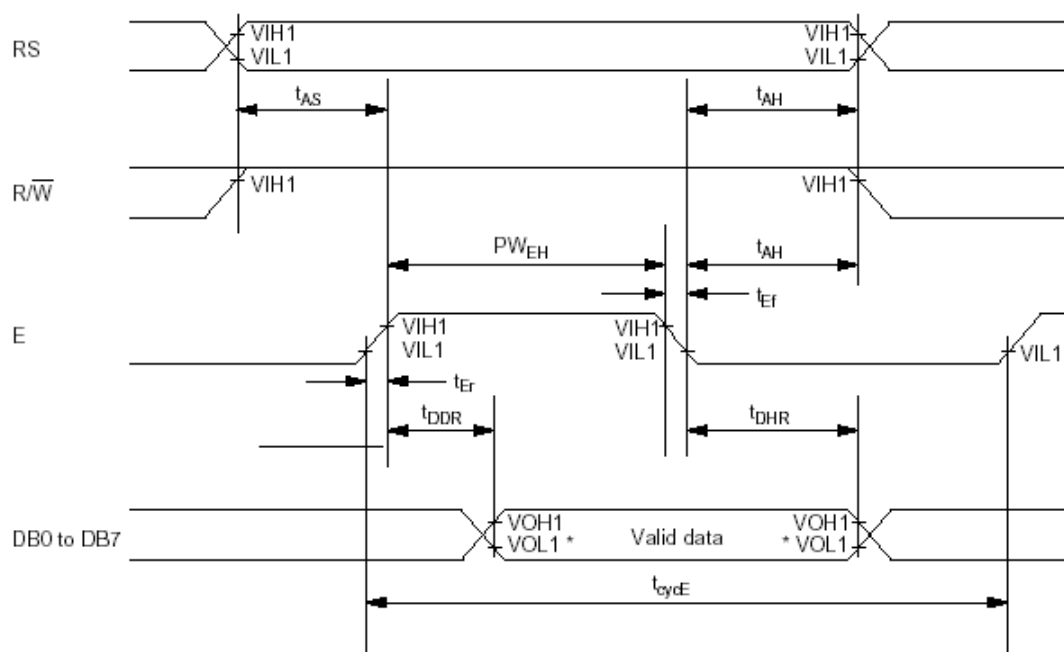 RS
VIH1
VIL1
VIH1
VIL1
tAS
tAH
R/W̅
VIH1
VIH1
PWEH
tAH
tEf
E
VIH1
VIL1
VIH1
VIL1
VIL1
tEr
tDDR
tDHR
DB0 to DB7
VOH1
VOL1 *
Valid data
VOH1
* VOL1
tcycE